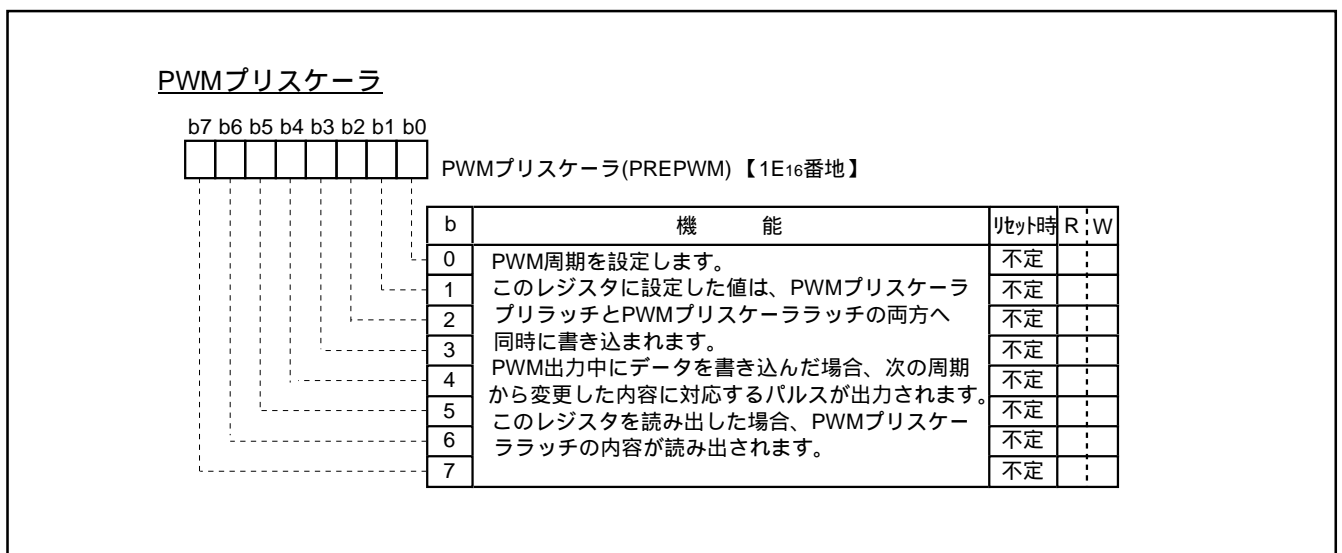 PWMプリスケーラ
b7 b6 b5 b4 b3 b2 b1 b0
PWMプリスケーラ(PREPWM)【1E16番地】
b 機 能 リセット時 R W
0 不定
1 不定
2 不定
3 不定
4 不定
5 不定
6 不定
7 不定
PWM周期を設定します。
このレジスタに設定した値は、PWMプリスケーラ
プリラッチとPWMプリスケーララッチの両方へ
同時に書き込まれます。
PWM出力中にデータを書き込んだ場合、次の周期
から変更した内容に対応するパルスが出力されます。
このレジスタを読み出した場合、PWMプリスケー
ララッチの内容が読み出されます。